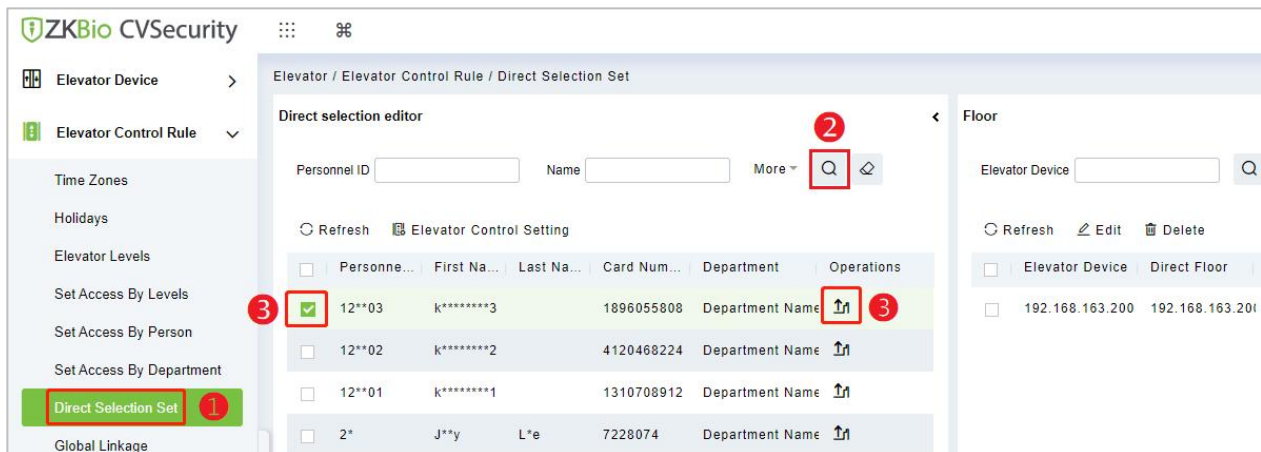 ZKBio CVSecurity
Elevator Device
Elevator Control Rule
Time Zones
Holidays
Elevator Levels
Set Access By Levels
Set Access By Person
Set Access By Department
Direct Selection Set 1
Global Linkage
Elevator / Elevator Control Rule / Direct Selection Set
Direct selection editor
2
Personnel ID Name More
Refresh Elevator Control Setting
Personne... First Na... Last Na... Card Num... Department Operations
3 12**03 k********3 1896055808 Department Name 3
12**02 k********2 4120468224 Department Name
12**01 k********1 1310708912 Department Name
2* J**y L*e 7228074 Department Name
Floor
Elevator Device
Refresh Edit Delete
Elevator Device Direct Floor
192.168.163.200 192.168.163.20